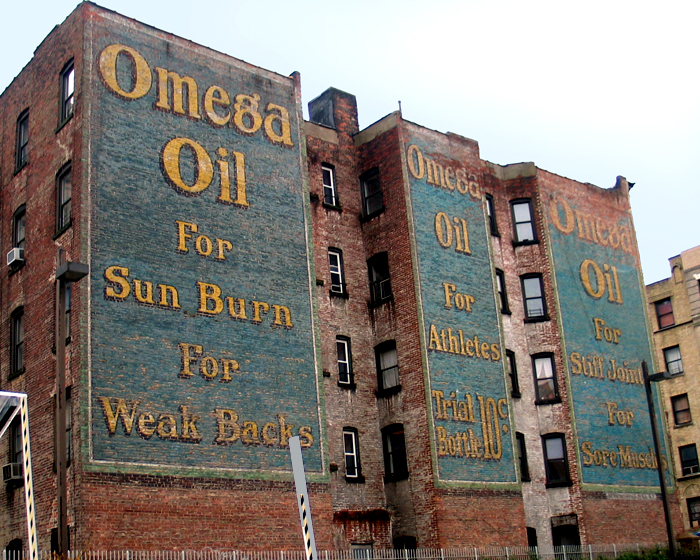 Omega
Oil
For
Sun Burn
For
Weak Backs
Omega
Oil
For
Athletes
Trial
Bottle
10c.
Omega
Oil
For
Stiff Joints
For
Sore Muscles